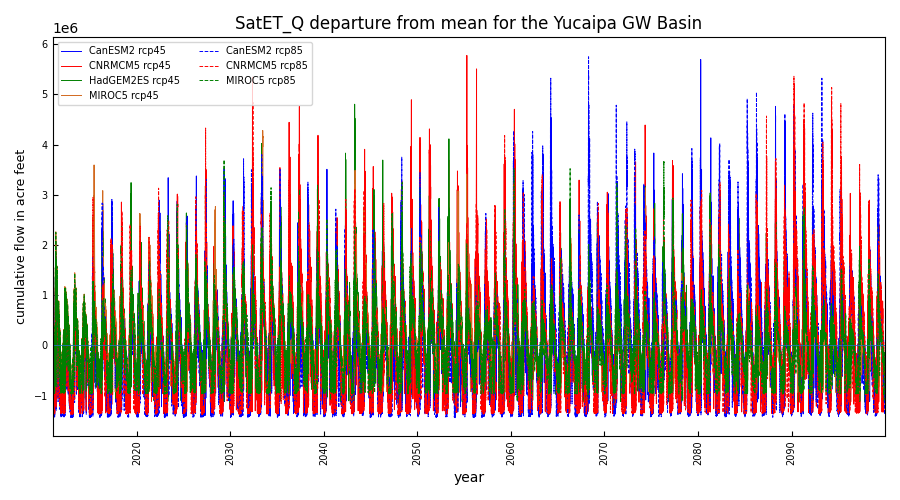 SatET_Q departure from mean for the Yucaipa GW Basin
1e6
CanESM2 rcp45
CNRMCM5 rcp45
HadGEM2ES rcp45
MIROC5 rcp45
CanESM2 rcp85
CNRMCM5 rcp85
MIROC5 rcp85
cumulative flow in acre feet
6
5
4
3
2
1
0
−1
2020
2030
2040
2050
2060
2070
2080
2090
year